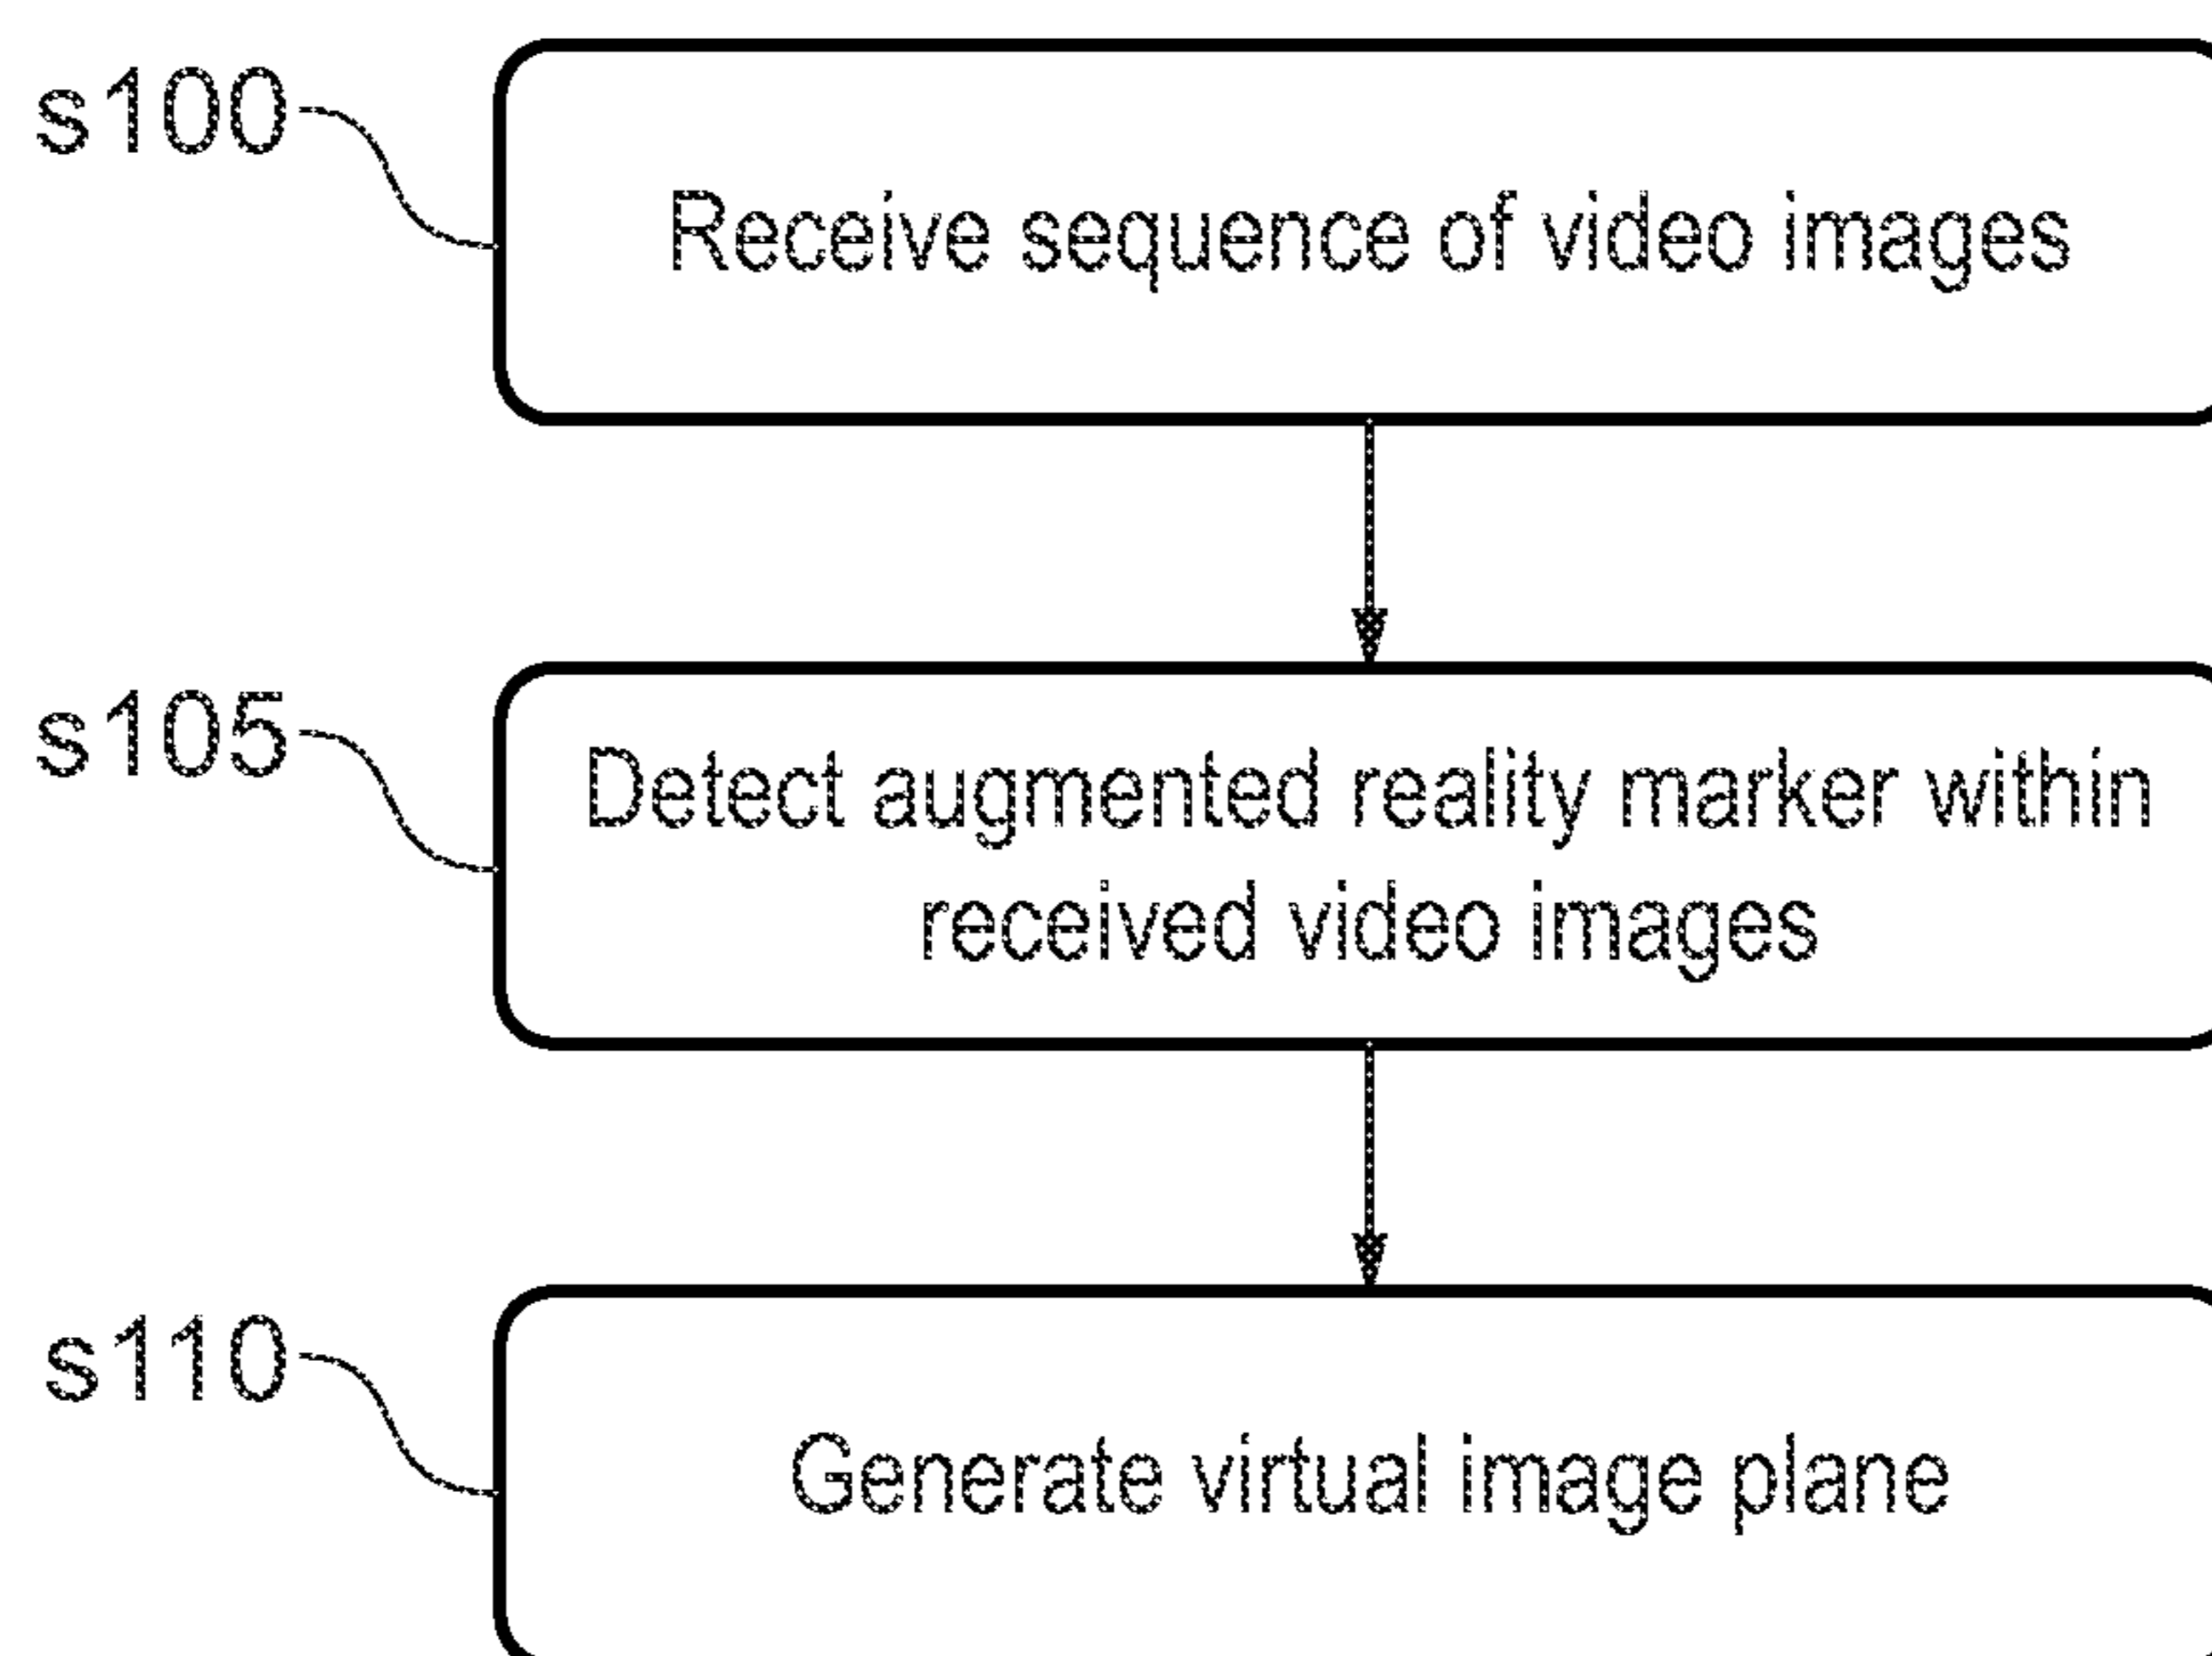 s100
Receive sequence of video images
s105
Detect augmented reality marker within
received video images
s110
Generate virtual image plane